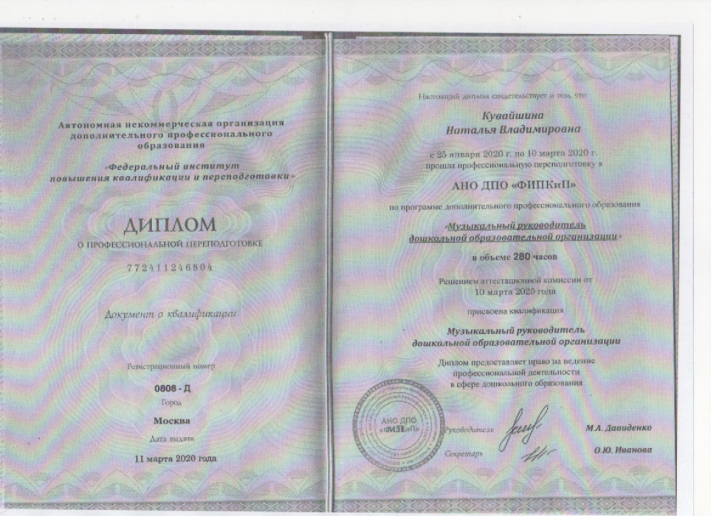 Автономная некоммерческая организация
дополнительного профессионального
образования
«Федеральный институт
повышения квалификации и переподготовки»
ДИПЛОМ
О ПРОФЕССИОНАЛЬНОЙ ПЕРЕПОДГОТОВКЕ
772411246804
Документ о квалификации
Регистрационный номер
0808 - Д
Город
Москва
Дата выдачи
11 марта 2020 года
Настоящий диплом свидетельствует о том, что
Кувайшина
Наталья Владимировна
с 25 января 2020 г. по 10 марта 2020 г.
прошла профессиональную переподготовку в
АНО ДПО «ФИПКиП»
по программе дополнительного профессионального образования
«Музыкальный руководитель
дошкольной образовательной организации»
в объеме 280 часов
Решением аттестационной комиссии от
10 марта 2020 года
присвоена квалификация
Музыкальный руководитель
дошкольной образовательной организации
Диплом предоставляет право на ведение
профессиональной деятельности
в сфере дошкольного образования
АНО ДПО
М.П.
Руководитель
М.А. Давиденко
Секретарь
О.Ю. Иванова